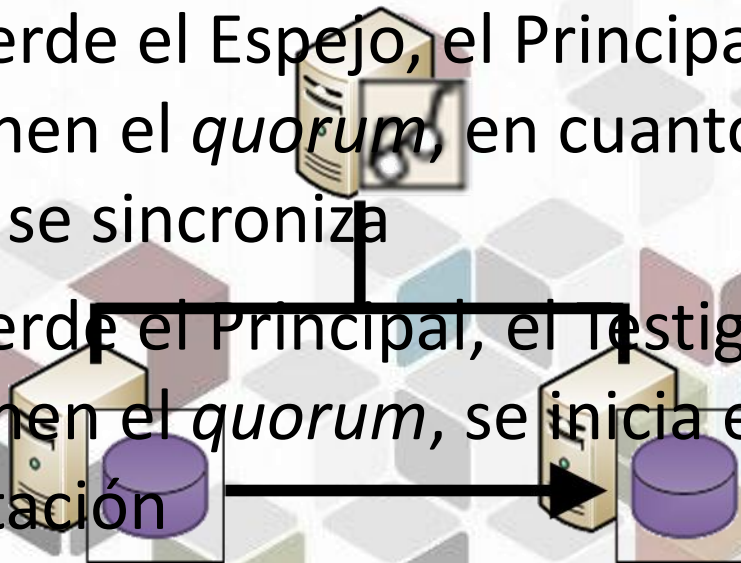 erde el Espejo, el Principa
nen el quorum, en cuanto
se sincroniza
erde el Principal, el Testig
nen el quorum, se inicia e
tación